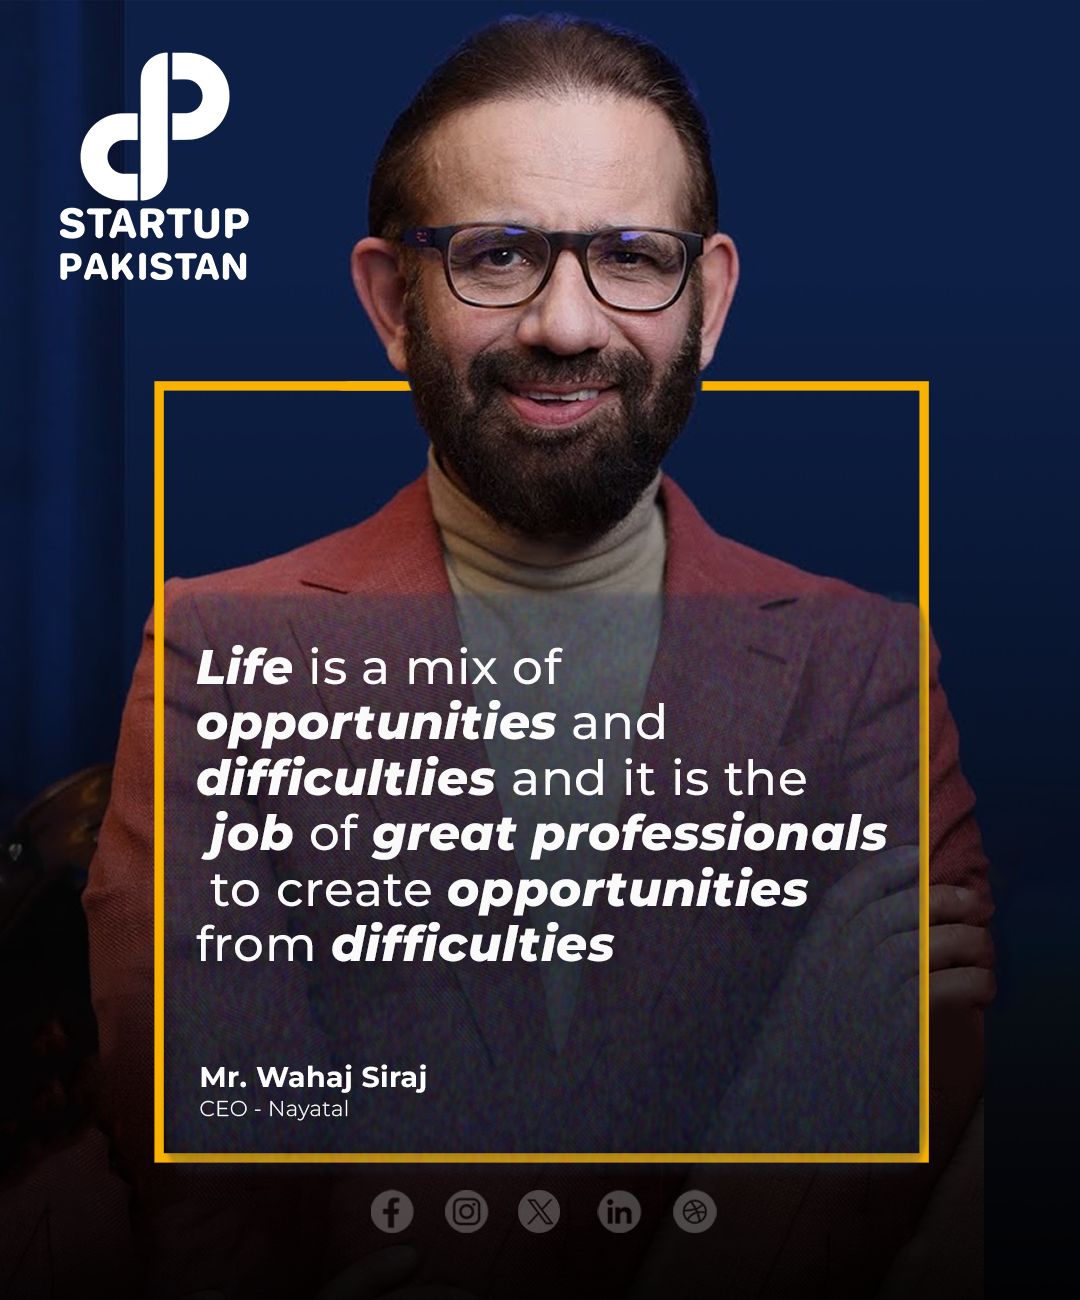 STARTUP
PAKISTAN
Life is a mix of
opportunities and
difficultlies and it is the
job of great professionals
to create opportunities
from difficulties
Mr. Wahaj Siraj
CEO - Nayatal